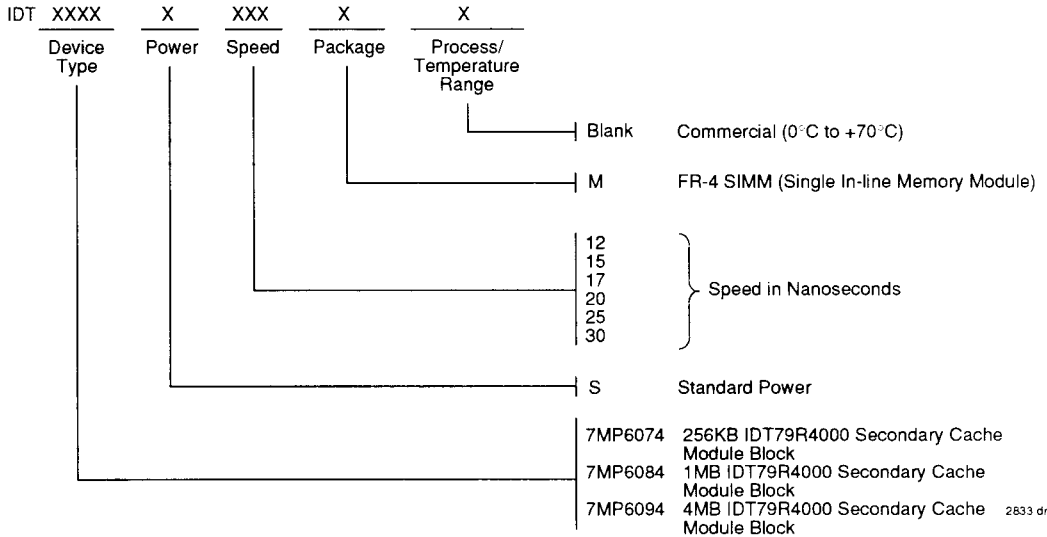 IDT XXXX X XXX X X
Device Type Power Speed Package Process/ Temperature Range
Blank Commercial (0°C to +70°C)
M FR-4 SIMM (Single In-line Memory Module)
12
15
17
20
25
30
Speed in Nanoseconds
S Standard Power
7MP6074 256KB IDT79R4000 Secondary Cache
Module Block
7MP6084 1MB IDT79R4000 Secondary Cache
Module Block
7MP6094 4MB IDT79R4000 Secondary Cache 2833 dr
Module Block